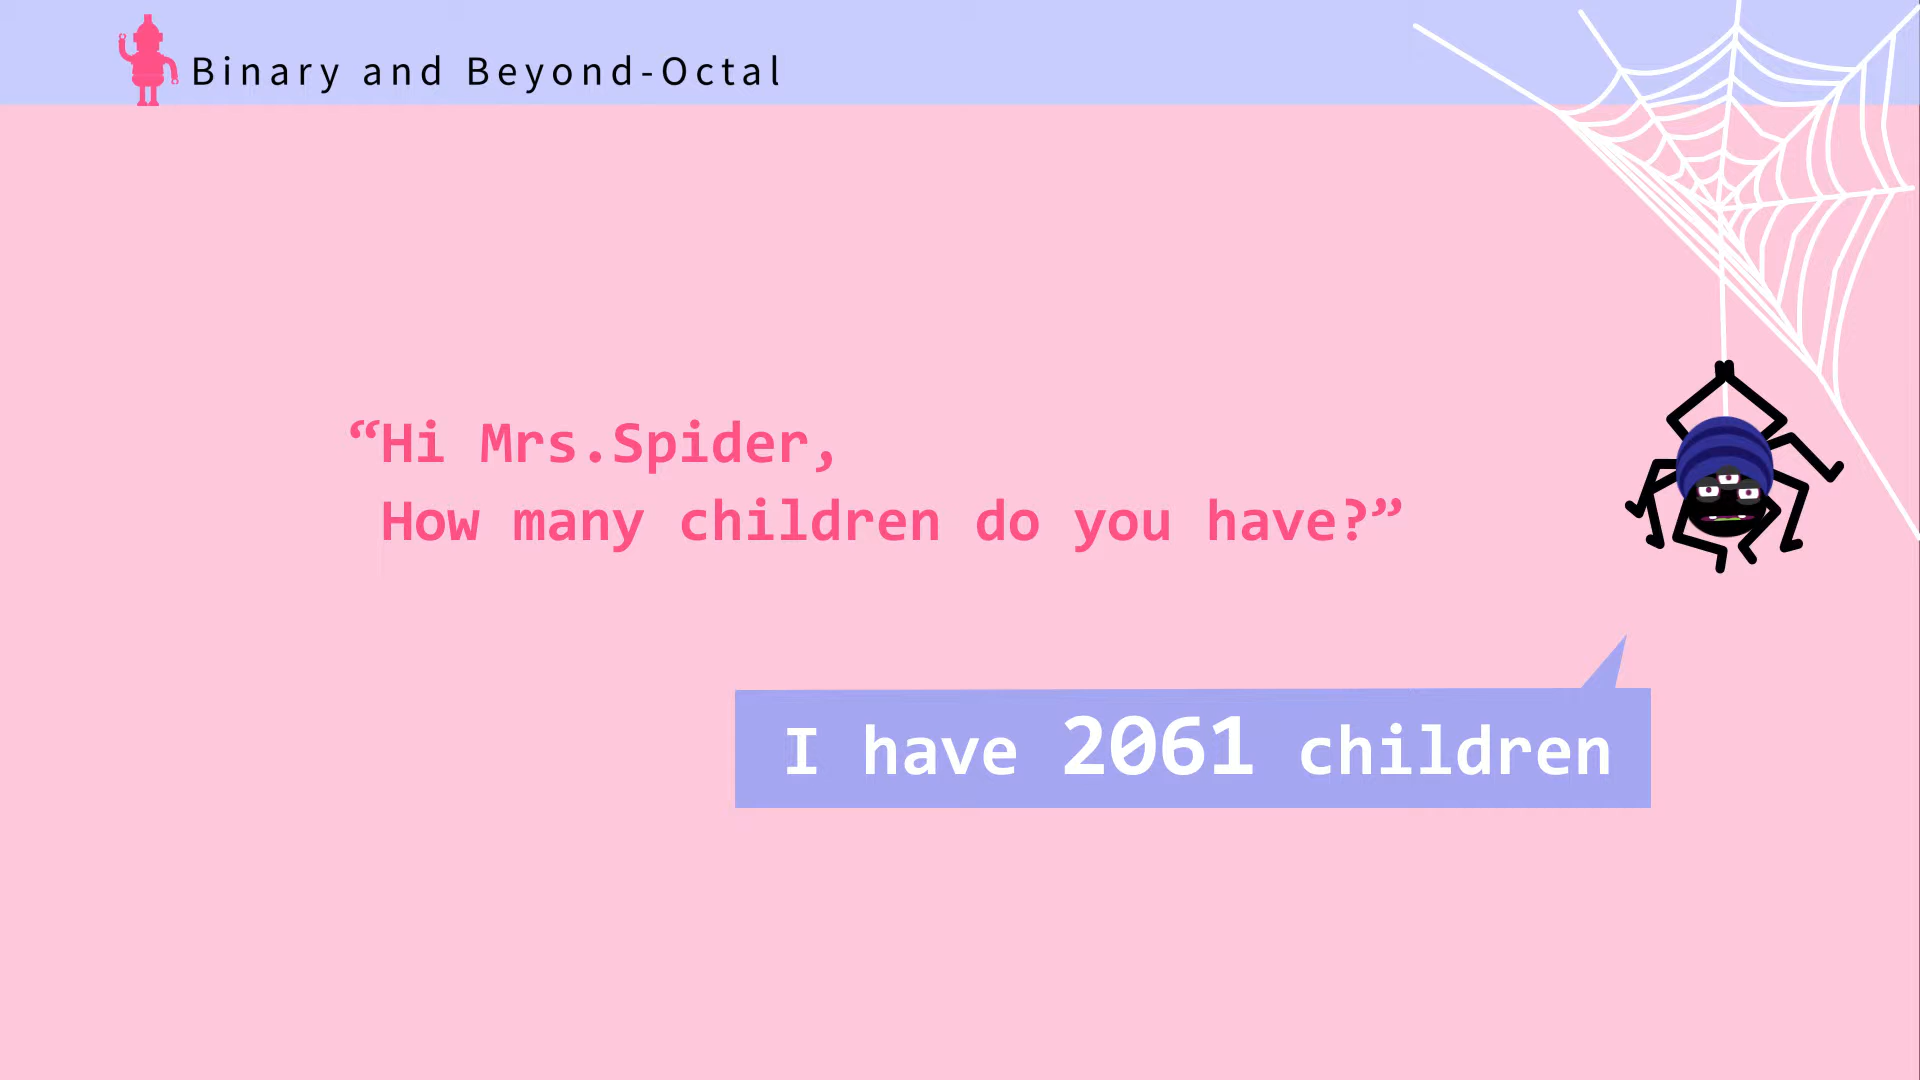 Binary and Beyond-Octal
“Hi Mrs.Spider,
How many children do you have?”
I have 2061 children